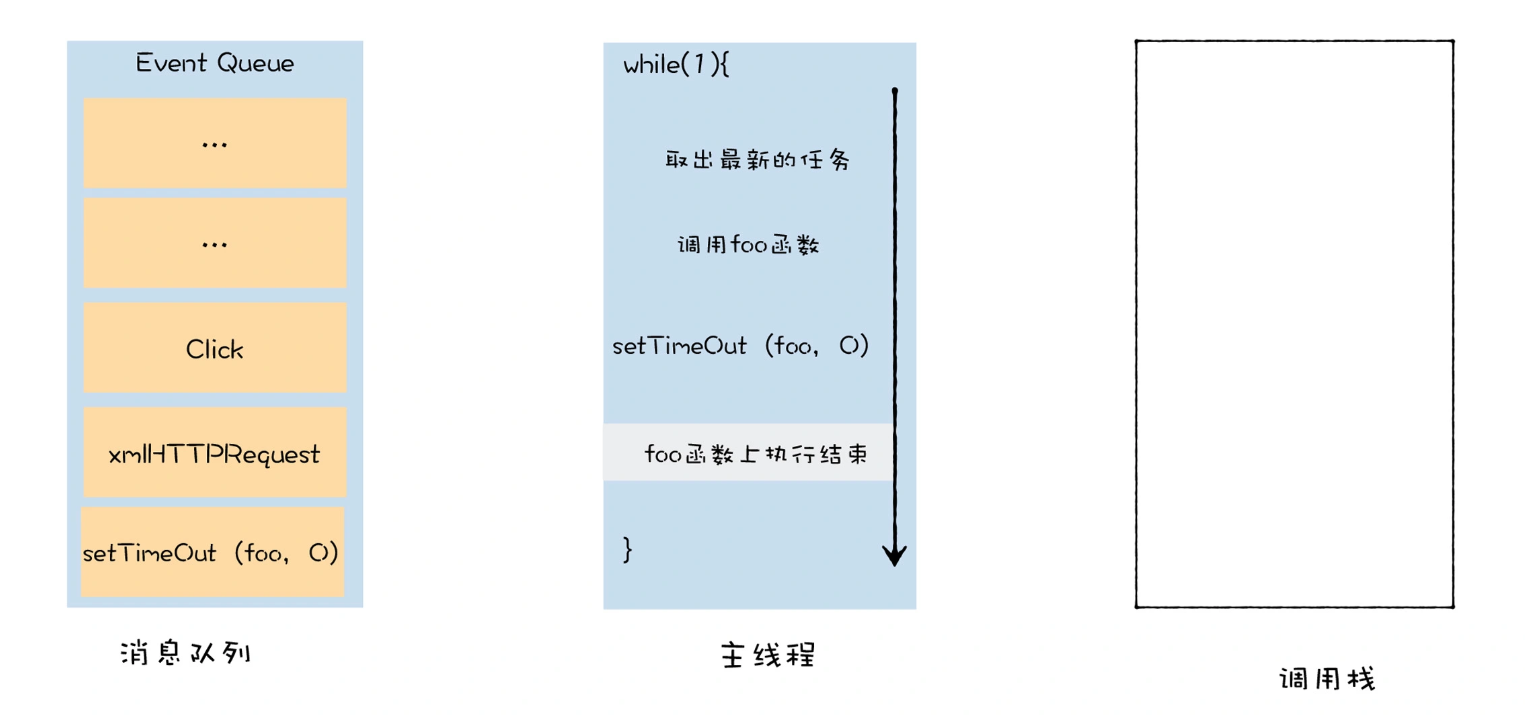 Event Queue
...
...
Click
xmlHTTPRequest
setTimeOut (foo, 0)
消息队列
while(1){
取出最新的任务
调用foo函数
setTimeOut (foo, 0)
foo函数上执行结束
}
主线程
调用栈